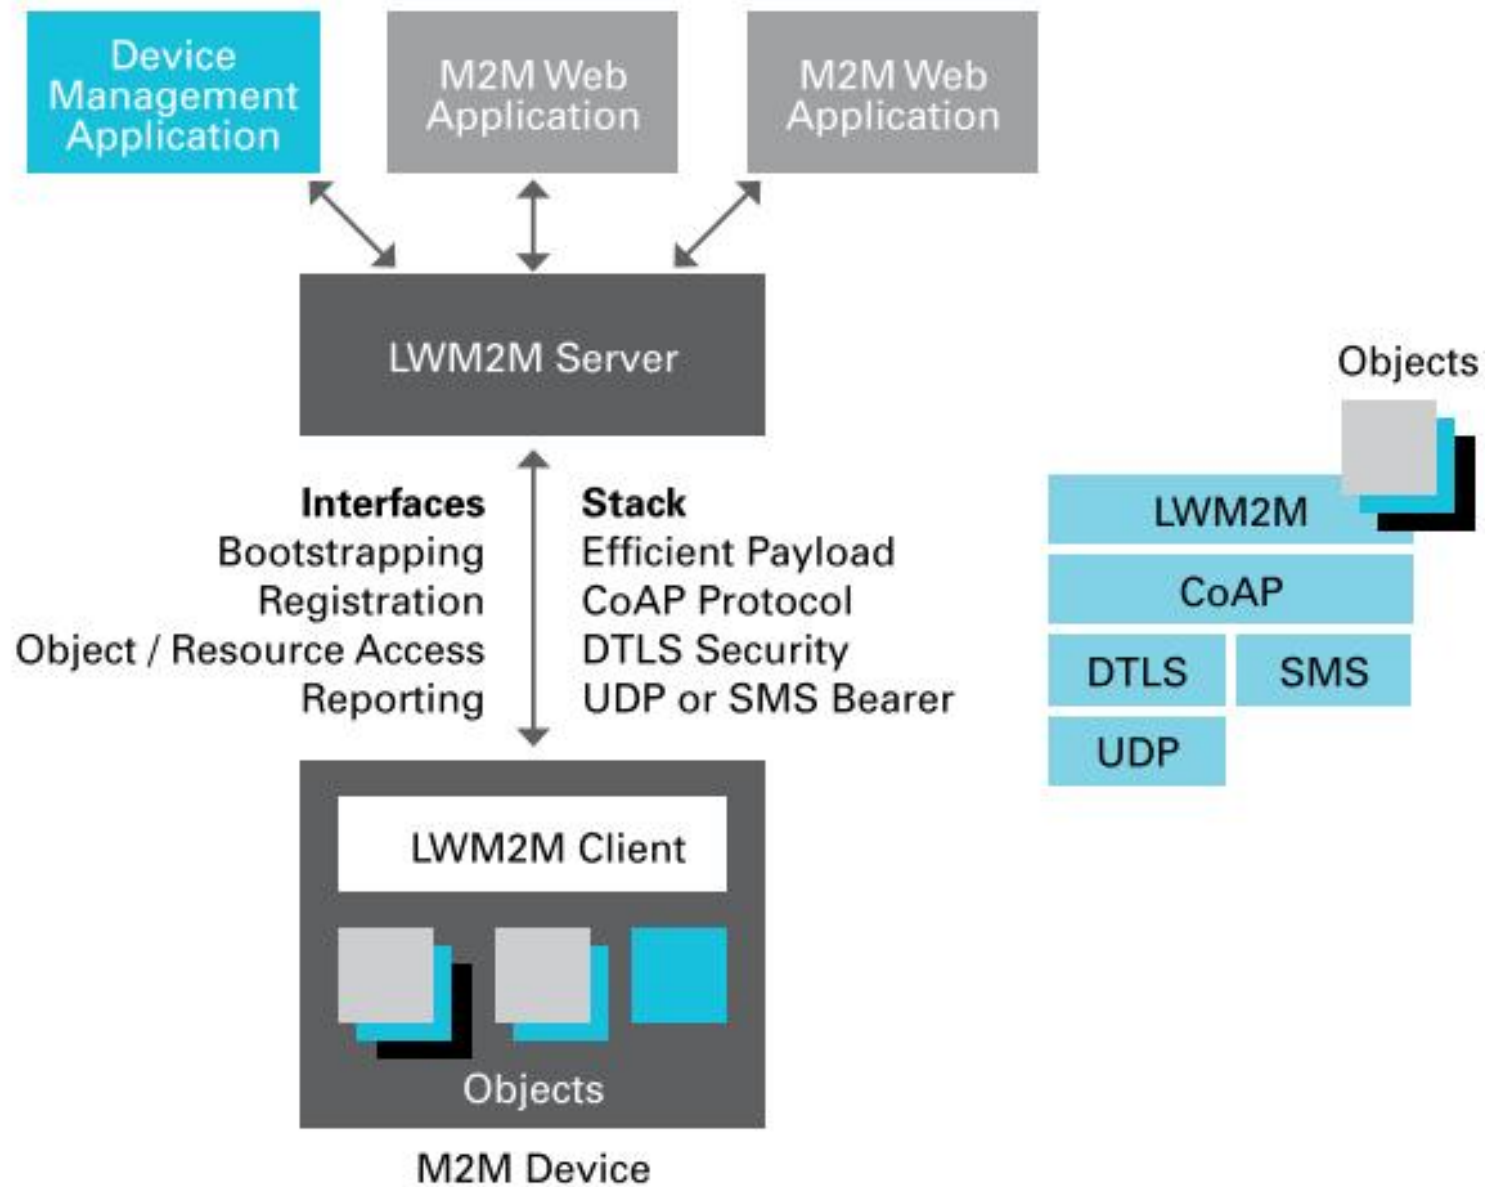 Device
Management
Application
M2M Web
Application
M2M Web
Application
LWM2M Server
Interfaces
Bootstrapping
Registration
Object / Resource Access
Reporting
Stack
Efficient Payload
CoAP Protocol
DTLS Security
UDP or SMS Bearer
LWM2M Client
Objects
M2M Device
Objects
LWM2M
CoAP
DTLS
SMS
UDP